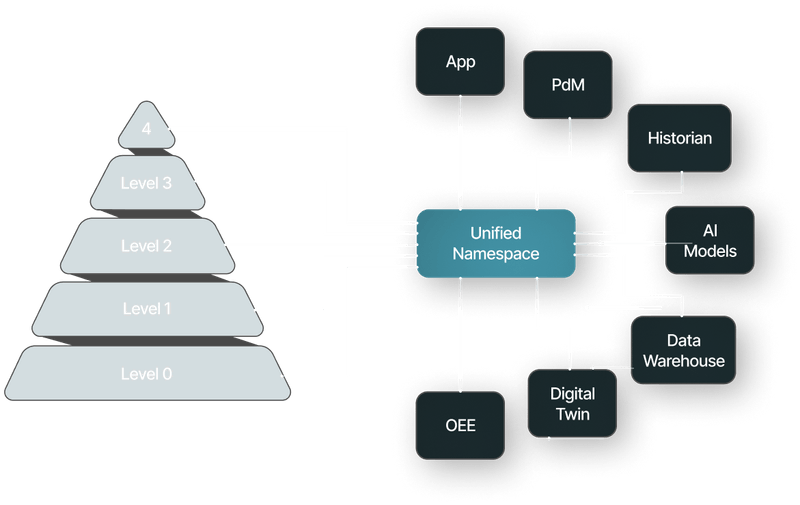 4
Level 3
Level 2
Level 1
Level 0
App
PdM
Historian
Unified
Namespace
AI
Models
Data
Warehouse
Digital
Twin
OEE